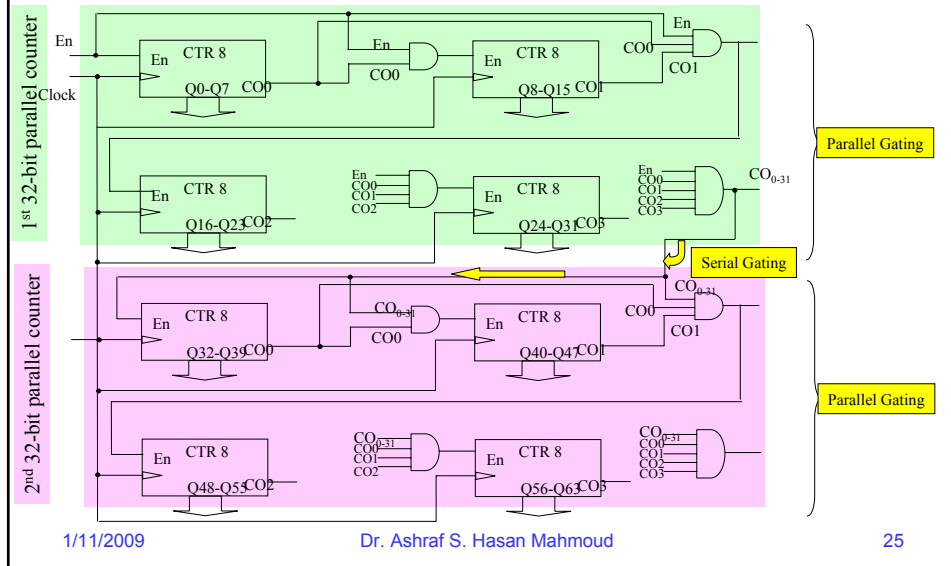 1st 32-bit parallel counter
En
Clock
En
CTR 8
Q0-Q7
CO0
En
CO0
En
CTR 8
Q8-Q15
CO1
En
CO0
CO1
Parallel Gating
En
CTR 8
Q16-Q23
CO2
En
CO0
CO1
CO2
En
CTR 8
Q24-Q31
CO3
En
CO0
CO1
CO2
CO3
CO0-31
Serial Gating
2nd 32-bit parallel counter
En
CTR 8
Q32-Q39
CO0
CO0-31
CO0
En
CTR 8
Q40-Q47
CO1
CO0-31
CO0
CO1
Parallel Gating
En
CTR 8
Q48-Q55
CO2
CO0-31
CO0
CO1
CO2
En
CTR 8
Q56-Q63
CO3
CO0-31
CO0
CO1
CO2
CO3
1/11/2009
Dr. Ashraf S. Hasan Mahmoud
25